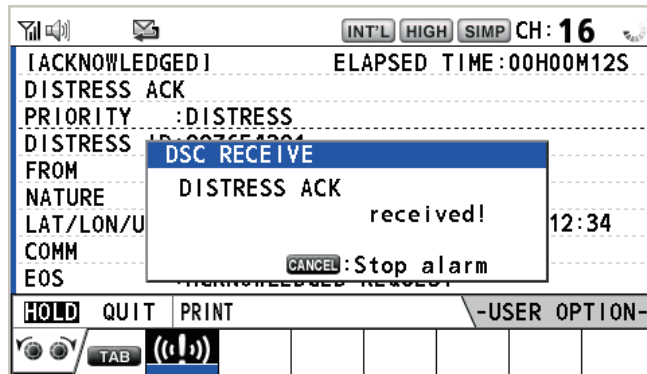 INT'L HIGH SIMP CH: 16
[ACKNOWLEDGED] ELAPSED TIME:00H00M12S
DISTRESS ACK
PRIORITY :DISTRESS
DISTRESS
DSC RECEIVE
FROM
DISTRESS ACK
NATURE
received!
LAT/LON/U 12:34
COMM
CANCEL:Stop alarm
EOS
HOLD QUIT PRINT -USER OPTION-
TAB